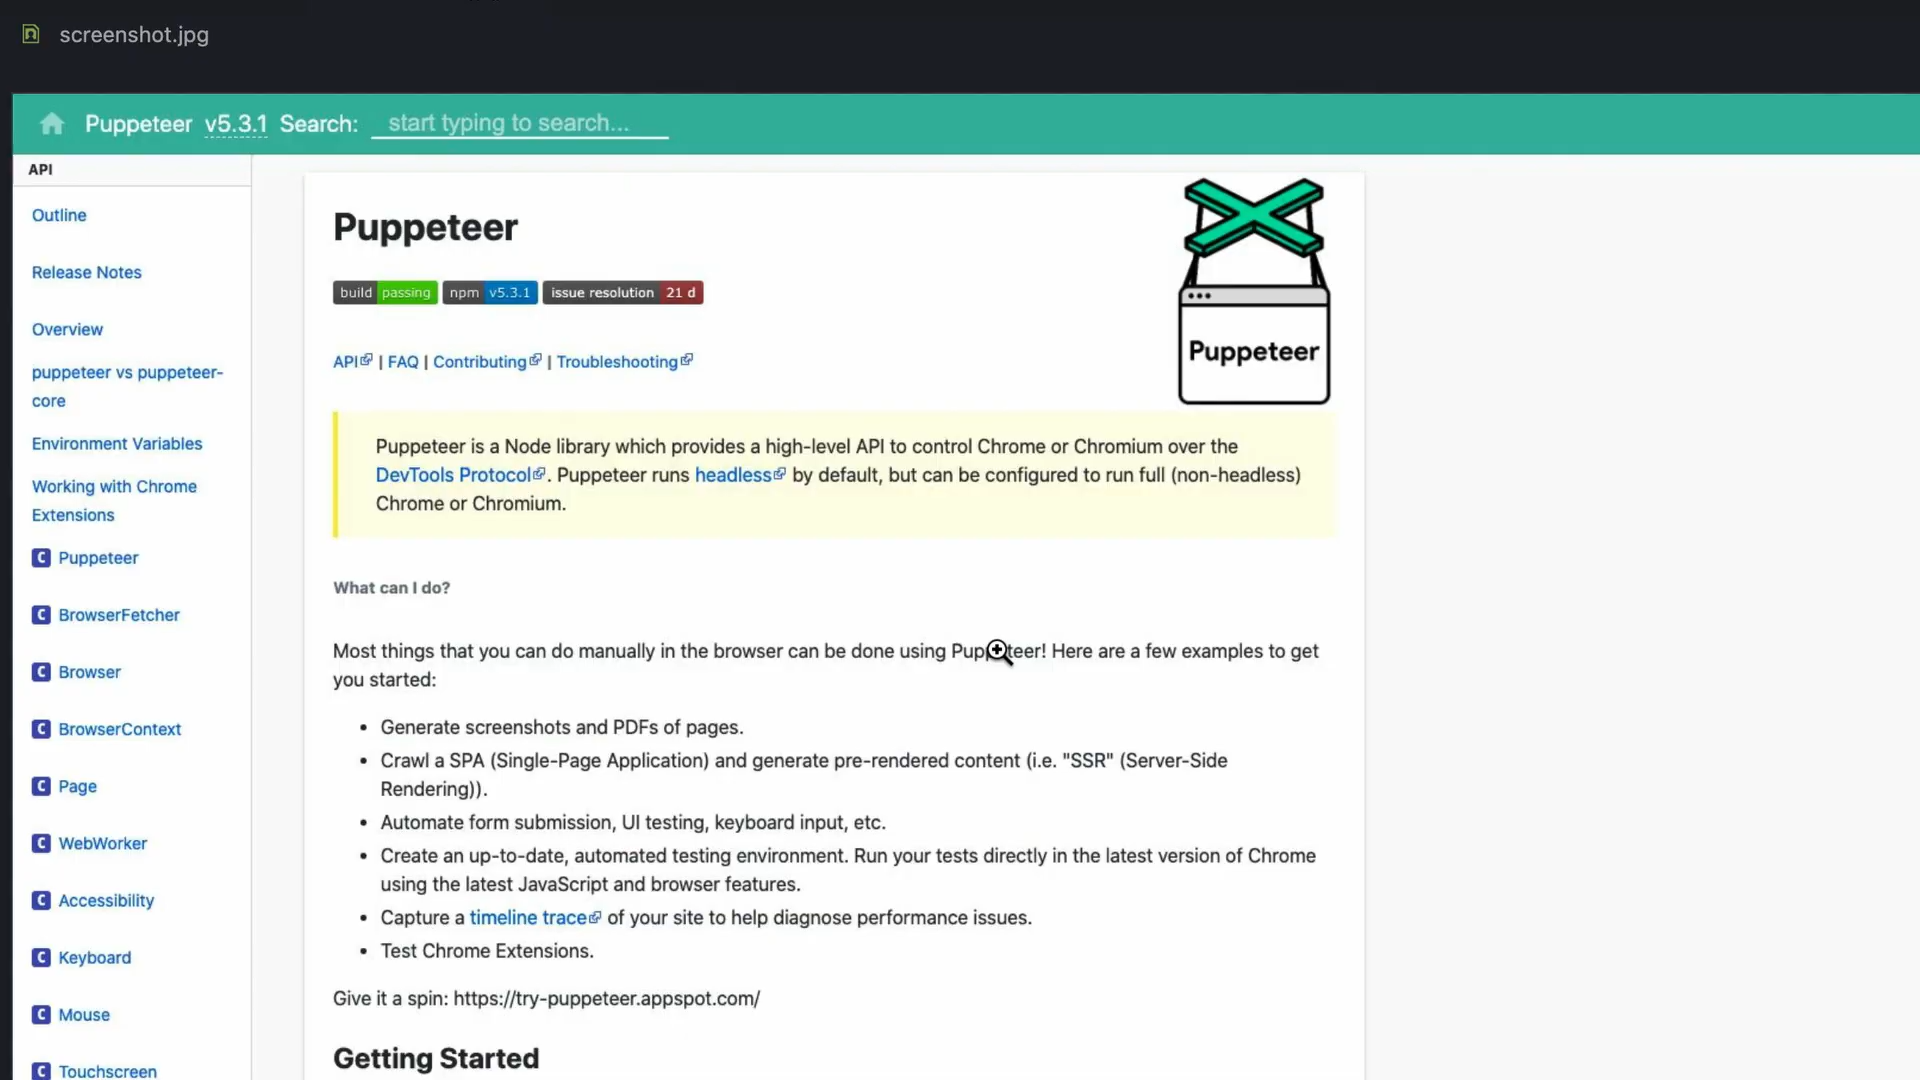 screenshot.jpg
Puppeteer v5.3.1 Search: start typing to search...
API
Outline
Release Notes
Overview
puppeteer vs puppeteer-
core
Environment Variables
Working with Chrome
Extensions
C Puppeteer
C BrowserFetcher
C Browser
C BrowserContext
C Page
C WebWorker
C Accessibility
C Keyboard
C Mouse
C Touchscreen
Puppeteer
build passing npm v5.3.1 issue resolution 21 d
API | FAQ | Contributing | Troubleshooting
Puppeteer
Puppeteer is a Node library which provides a high-level API to control Chrome or Chromium over the
DevTools Protocol. Puppeteer runs headless by default, but can be configured to run full (non-headless)
Chrome or Chromium.
What can I do?
Most things that you can do manually in the browser can be done using Puppeteer! Here are a few examples to get
you started:
• Generate screenshots and PDFs of pages.
• Crawl a SPA (Single-Page Application) and generate pre-rendered content (i.e. "SSR" (Server-Side
Rendering)).
• Automate form submission, UI testing, keyboard input, etc.
• Create an up-to-date, automated testing environment. Run your tests directly in the latest version of Chrome
using the latest JavaScript and browser features.
• Capture a timeline trace of your site to help diagnose performance issues.
• Test Chrome Extensions.
Give it a spin: https://try-puppeteer.appspot.com/
Getting Started